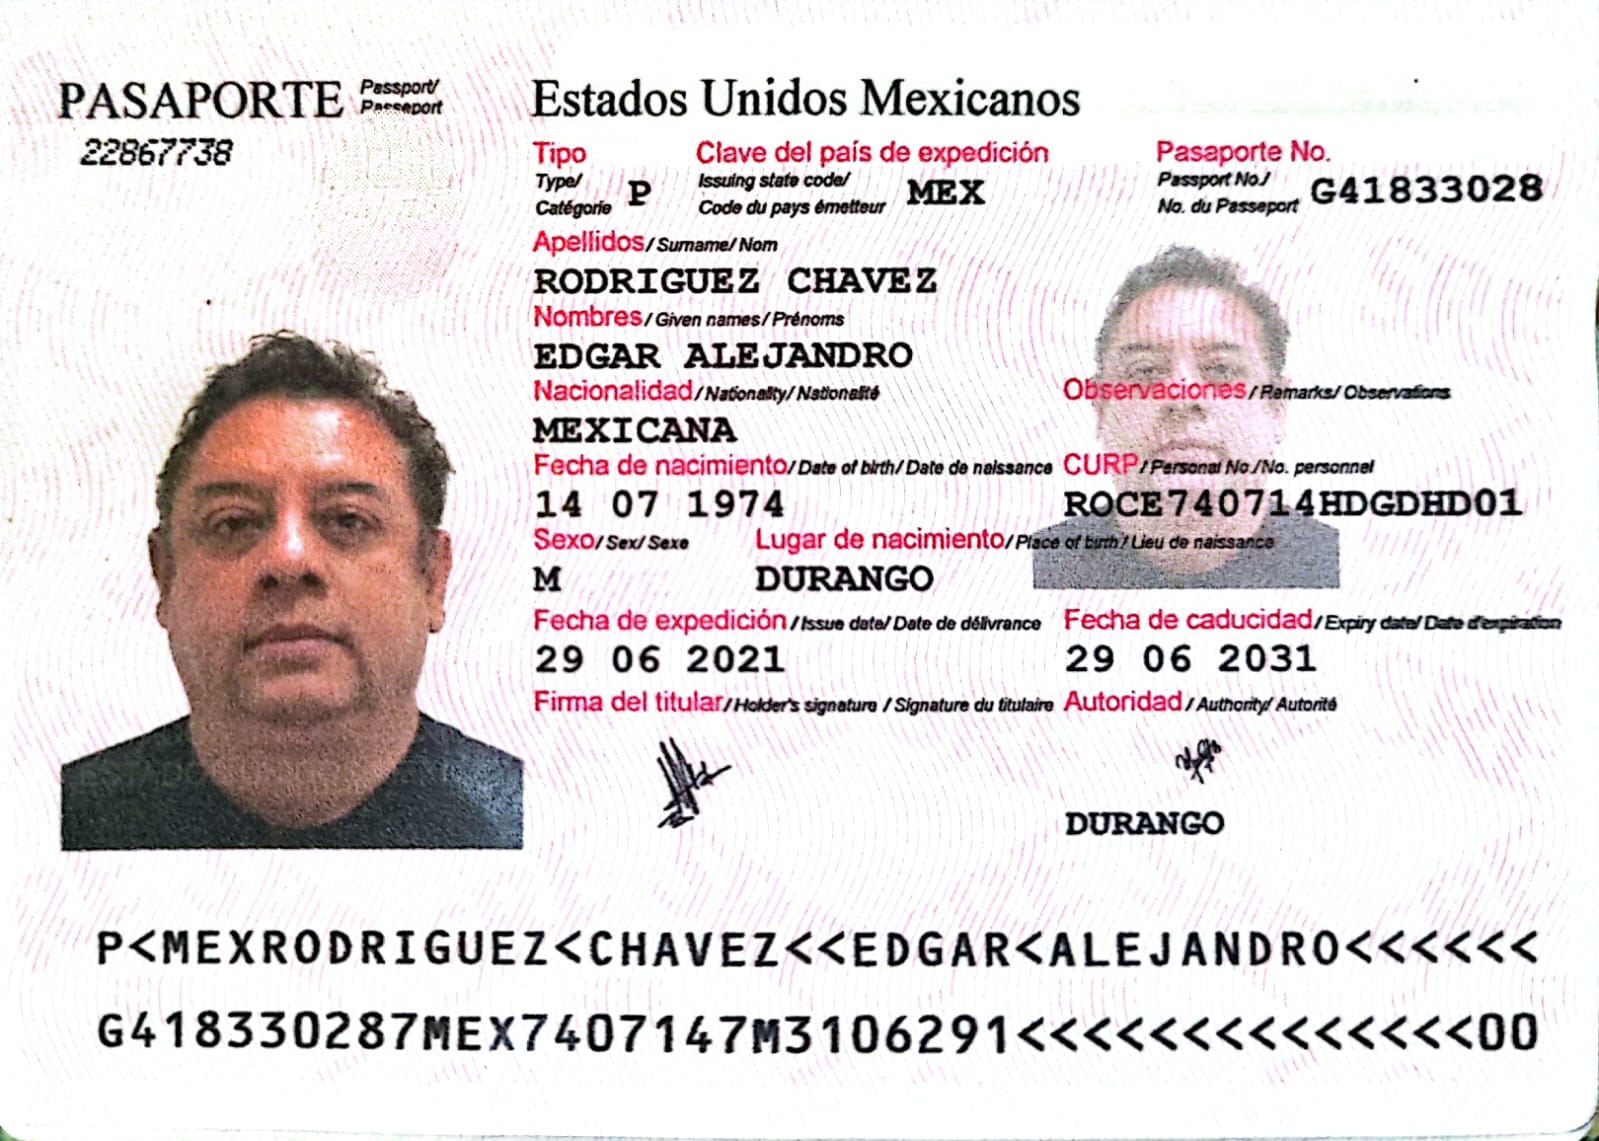 PASAPORTE Passport/ Passeport
22867738
Estados Unidos Mexicanos
Tipo Clave del país de expedición Pasaporte No.
Type/ Catégorie P Issuing state code/ Code du pays émetteur MEX Passport No./ No. du Passeport G41833028
Apellidos/Surname/Nom
RODRIGUEZ CHAVEZ
Nombres/Given names/Prénoms
EDGAR ALEJANDRO
Nacionalidad/Nationality/Nationalité Observaciones/Remarks/Observations
MEXICANA
Fecha de nacimiento/Date of birth/Date de naissance CURP/Personal No./No. personnel
14 07 1974 ROCE740714HDGDHD01
Sexo/Sex/Sexe Lugar de nacimiento/Place of birth/Lieu de naissance
M DURANGO
Fecha de expedición/Issue date/Date de délivrance Fecha de caducidad/Expiry date/Date d'expiration
29 06 2021 29 06 2031
Firma del titular/Holder's signature/Signature du titulaire Autoridad/Authority/Autorité
DURANGO
P<MEXRODRIGUEZ<CHAVEZ<<EDGAR<ALEJANDRO<<<<<<
G418330287MEX7407147M3106291<<<<<<<<<<<<<<00